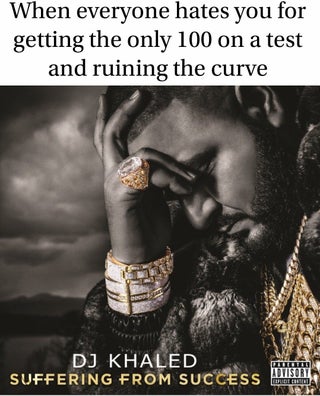 When everyone hates you for
getting the only 100 on a test
and ruining the curve
DJ KHALED
SUFFERING FROM SUCCESS
PARENTAL
ADVISORY
EXPLICIT CONTENT